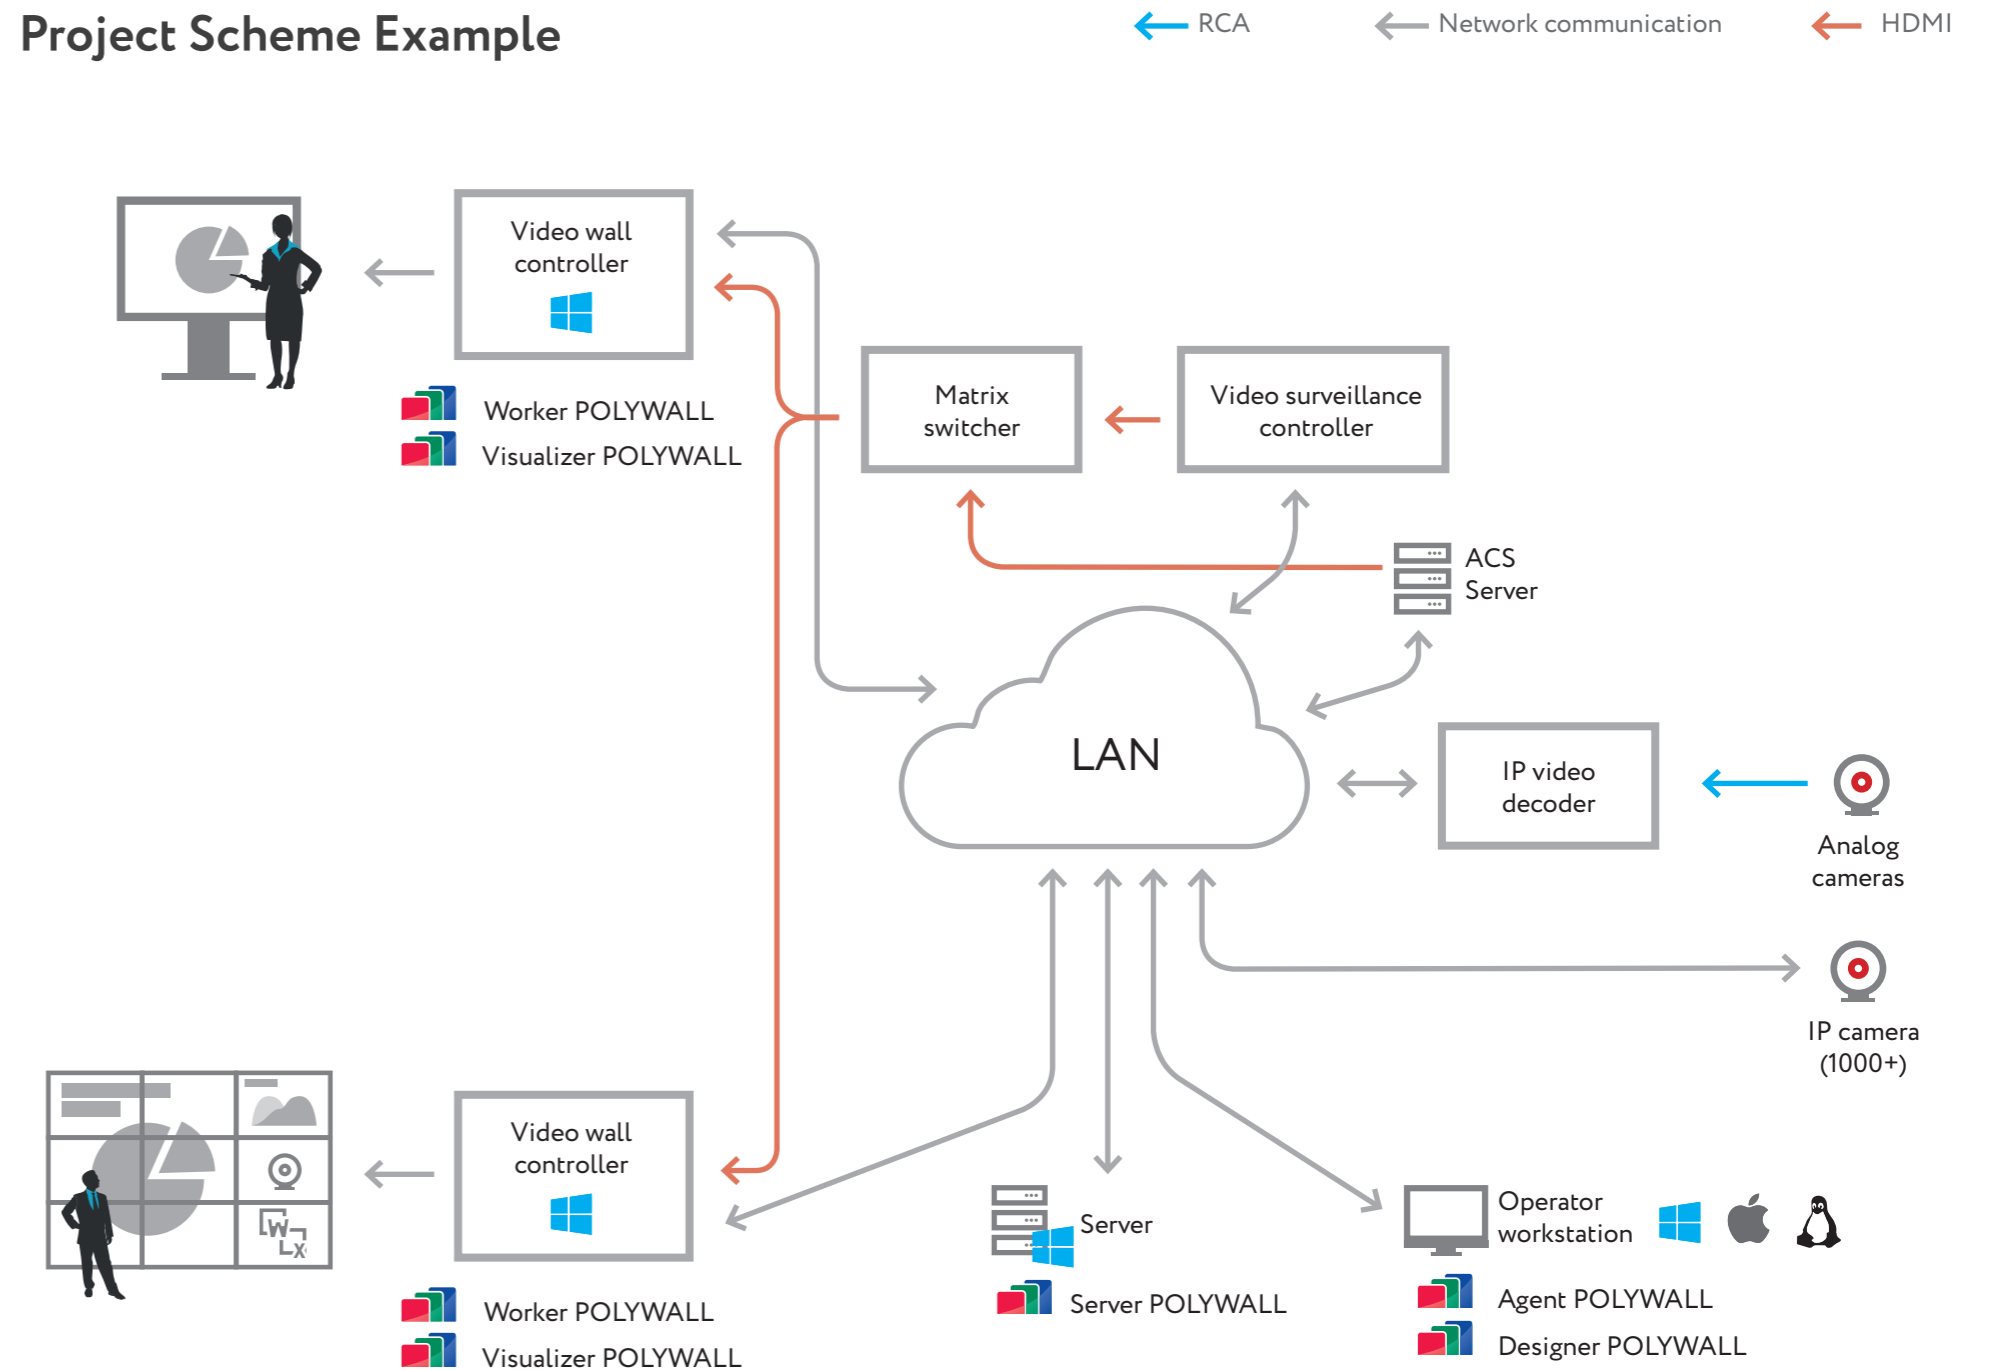 Project Scheme Example
RCA
Network communication
HDMI
Video wall
controller
Worker POLYWALL
Visualizer POLYWALL
Matrix
switcher
Video surveillance
controller
ACS
Server
LAN
IP video
decoder
Analog
cameras
IP camera
(1000+)
Video wall
controller
W
X
Worker POLYWALL
Visualizer POLYWALL
Server
Server POLYWALL
Operator
workstation
Agent POLYWALL
Designer POLYWALL